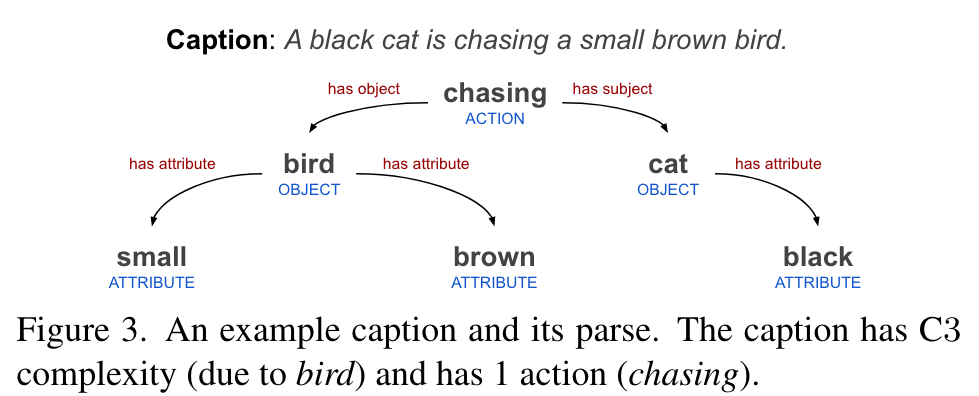 Caption: A black cat is chasing a small brown bird.
has object
chasing
has subject
ACTION
has attribute
bird
has attribute
cat
has attribute
OBJECT
OBJECT
small
brown
black
ATTRIBUTE
ATTRIBUTE
ATTRIBUTE
Figure 3. An example caption and its parse. The caption has C3
complexity (due to bird) and has 1 action (chasing).